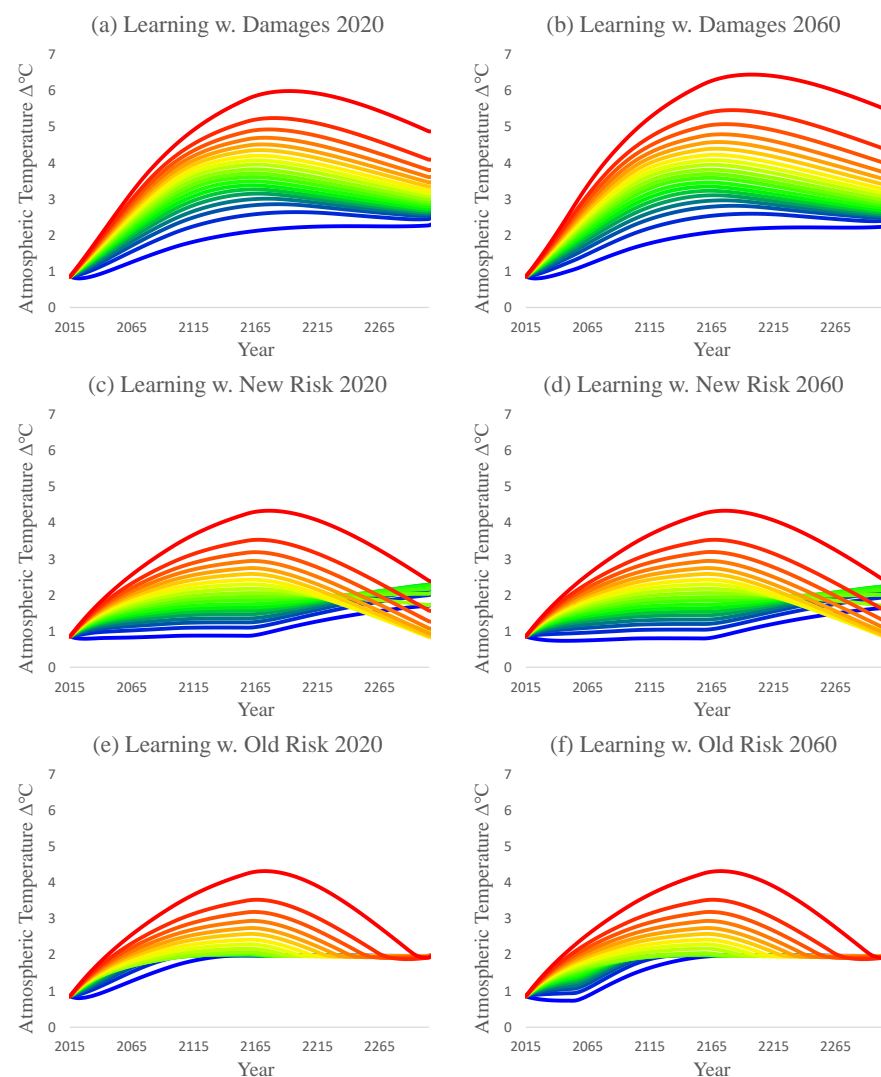 (a) Learning w. Damages 2020
Atmospheric Temperature Δ°C
7
6
5
4
3
2
1
0
2015 2065 2115 2165 2215 2265
Year
(b) Learning w. Damages 2060
Atmospheric Temperature Δ°C
7
6
5
4
3
2
1
0
2015 2065 2115 2165 2215 2265
Year
(c) Learning w. New Risk 2020
Atmospheric Temperature Δ°C
7
6
5
4
3
2
1
0
2015 2065 2115 2165 2215 2265
Year
(d) Learning w. New Risk 2060
Atmospheric Temperature Δ°C
7
6
5
4
3
2
1
0
2015 2065 2115 2165 2215 2265
Year
(e) Learning w. Old Risk 2020
Atmospheric Temperature Δ°C
7
6
5
4
3
2
1
0
2015 2065 2115 2165 2215 2265
Year
(f) Learning w. Old Risk 2060
Atmospheric Temperature Δ°C
7
6
5
4
3
2
1
0
2015 2065 2115 2165 2215 2265
Year